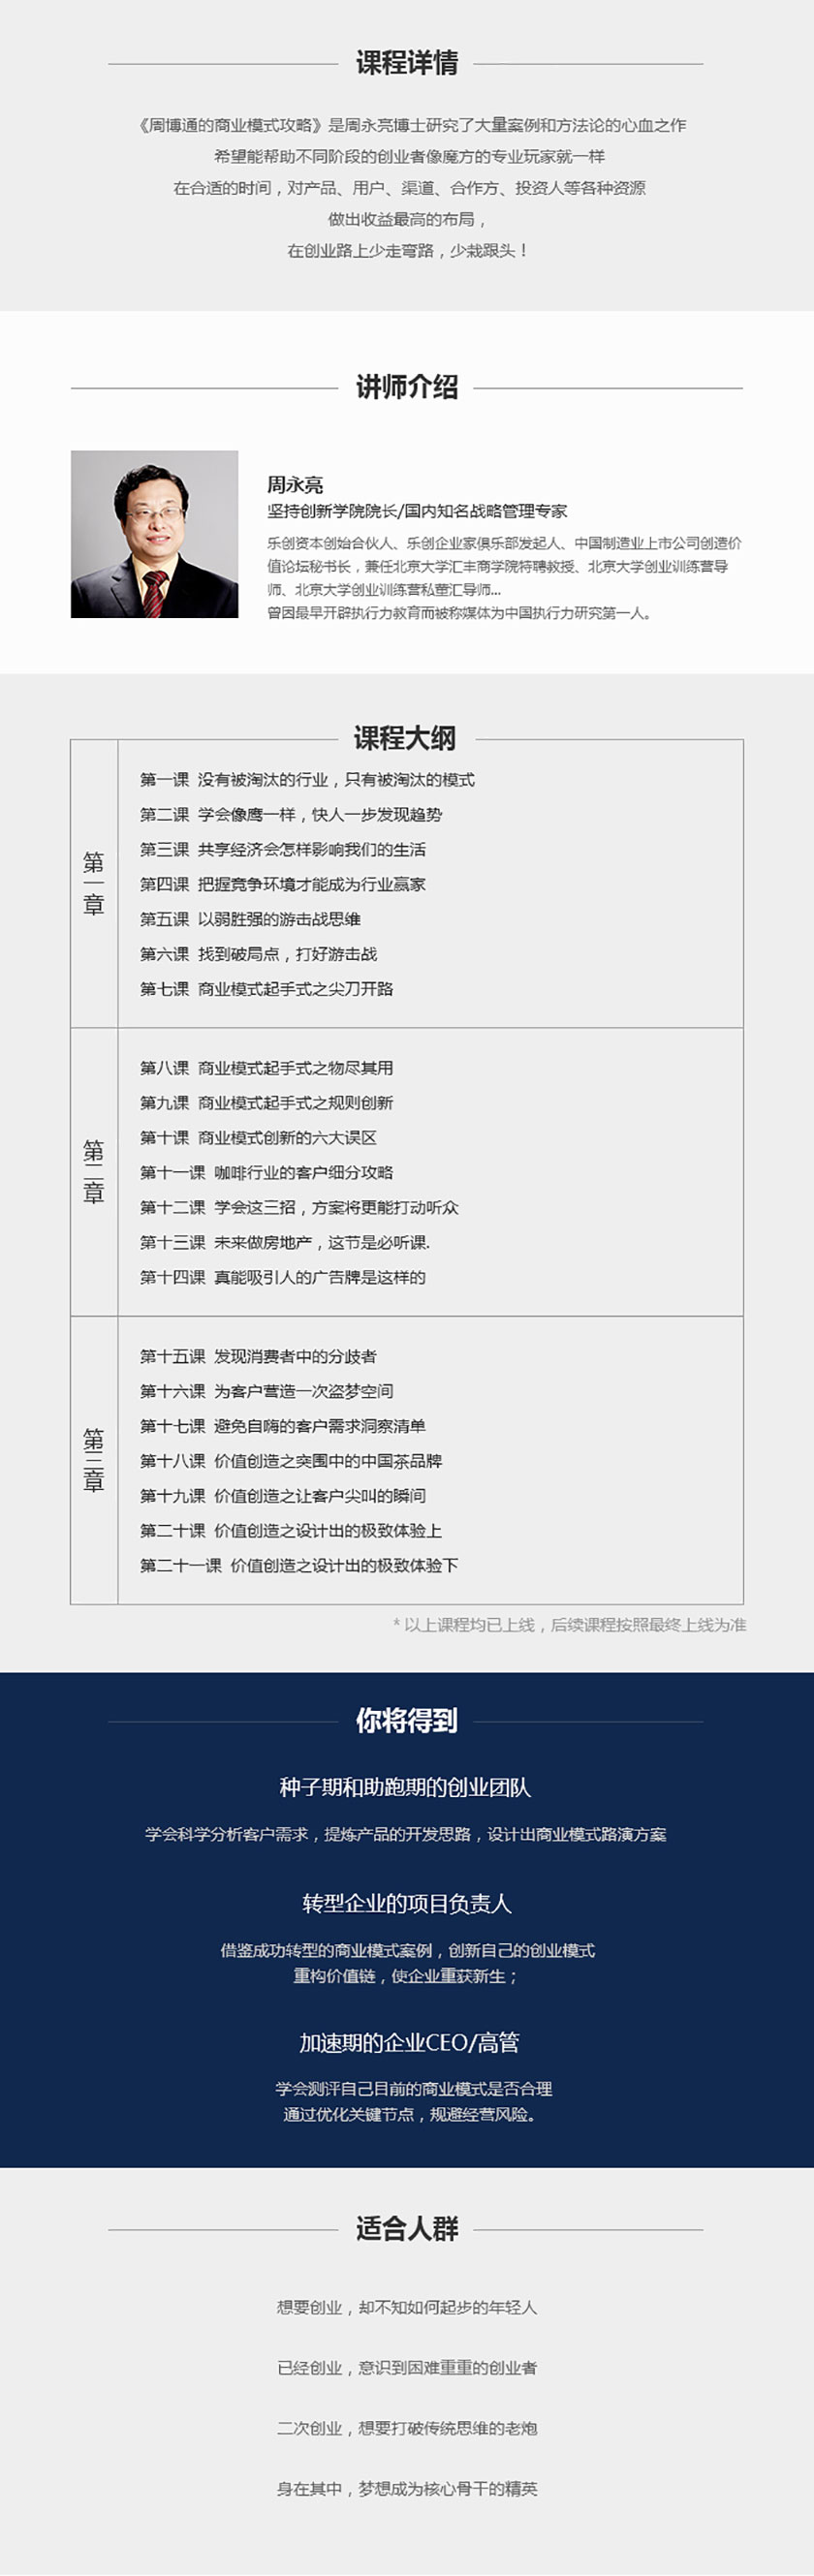 课程详情
《周博通的商业模式攻略》是周永亮博士研究了大量案例和方法论的心血之作
希望能帮助不同阶段的创业者像魔方的专业玩家就一样
在合适的时间，对产品、用户、渠道、合作方、投资人等各种资源
做出收益最高的布局，
在创业路上少走弯路，少栽跟头！
讲师介绍
周永亮
坚持创新学院院长/国内知名战略管理专家
乐创资本创始合伙人、乐创企业家俱乐部发起人、中国制造业上市公司创造价
值论坛秘书长，兼任北京大学汇丰商学院特聘教授、北京大学创业训练营导
师、北京大学创业训练营私董汇导师...
曾因最早开辟执行力教育而被称媒体为中国执行力研究第一人。
课程大纲
第一章
第一课 没有被淘汰的行业，只有被淘汰的模式
第二课 学会像鹰一样，快人一步发现趋势
第三课 共享经济会怎样影响我们的生活
第四课 把握竞争环境才能成为行业赢家
第五课 以弱胜强的游击战思维
第六课 找到破局点，打好游击战
第七课 商业模式起手式之尖刀开路
第二章
第八课 商业模式起手式之物尽其用
第九课 商业模式起手式之规则创新
第十课 商业模式创新的六大误区
第十一课 咖啡行业的客户细分攻略
第十二课 学会这三招，方案将更能打动听众
第十三课 未来做房地产，这节是必听课.
第十四课 真能吸引人的广告牌是这样的
第三章
第十五课 发现消费者中的分歧者
第十六课 为客户营造一次盗梦空间
第十七课 避免自嗨的客户需求洞察清单
第十八课 价值创造之突围中的中国茶品牌
第十九课 价值创造之让客户尖叫的瞬间
第二十课 价值创造之设计出的极致体验上
第二十一课 价值创造之设计出的极致体验下
* 以上课程均已上线，后续课程按照最终上线为准
你将得到
种子期和助跑期的创业团队
学会科学分析客户需求，提炼产品的开发思路，设计出商业模式路演方案
转型企业的项目负责人
借鉴成功转型的商业模式案例，创新自己的创业模式
重构价值链，使企业重获新生；
加速期的企业CEO/高管
学会测评自己目前的商业模式是否合理
通过优化关键节点，规避经营风险。
适合人群
想要创业，却不知如何起步的年轻人
已经创业，意识到困难重重的创业者
二次创业，想要打破传统思维的老炮
身在其中，梦想成为核心骨干的精英